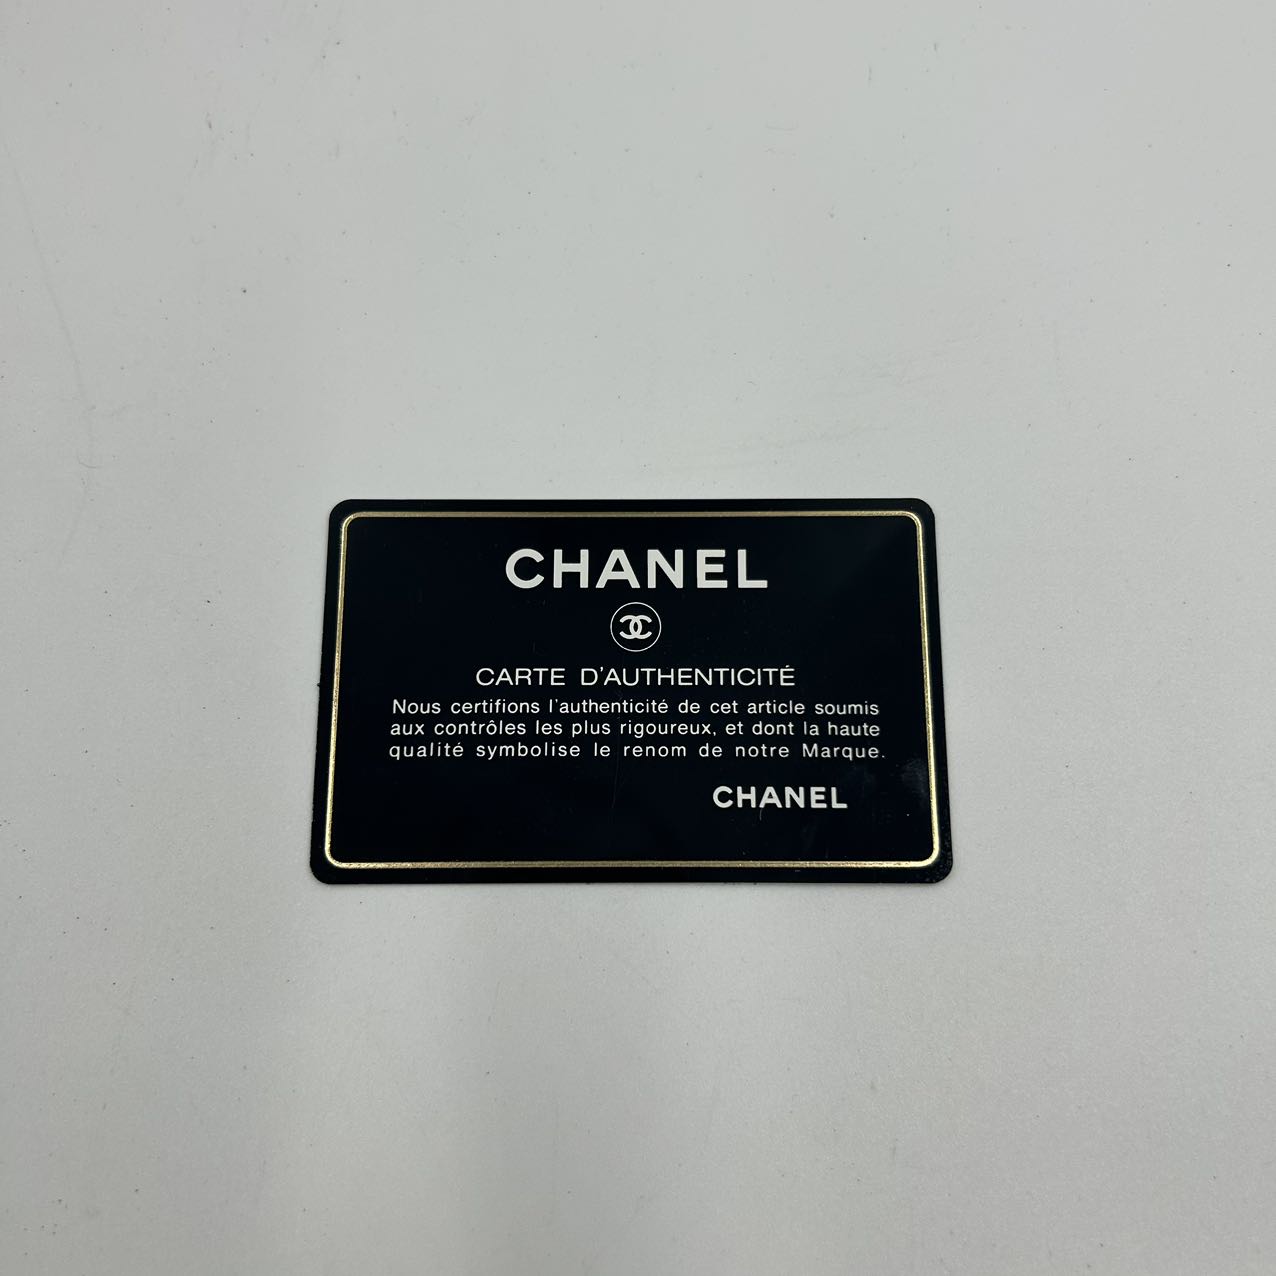 CHANEL
CARTE D'AUTHENTICITÉ
Nous certifions l'authenticité de cet article soumis
aux contrôles les plus rigoureux, et dont la haute
qualité symbolise le renom de notre Marque.
CHANEL